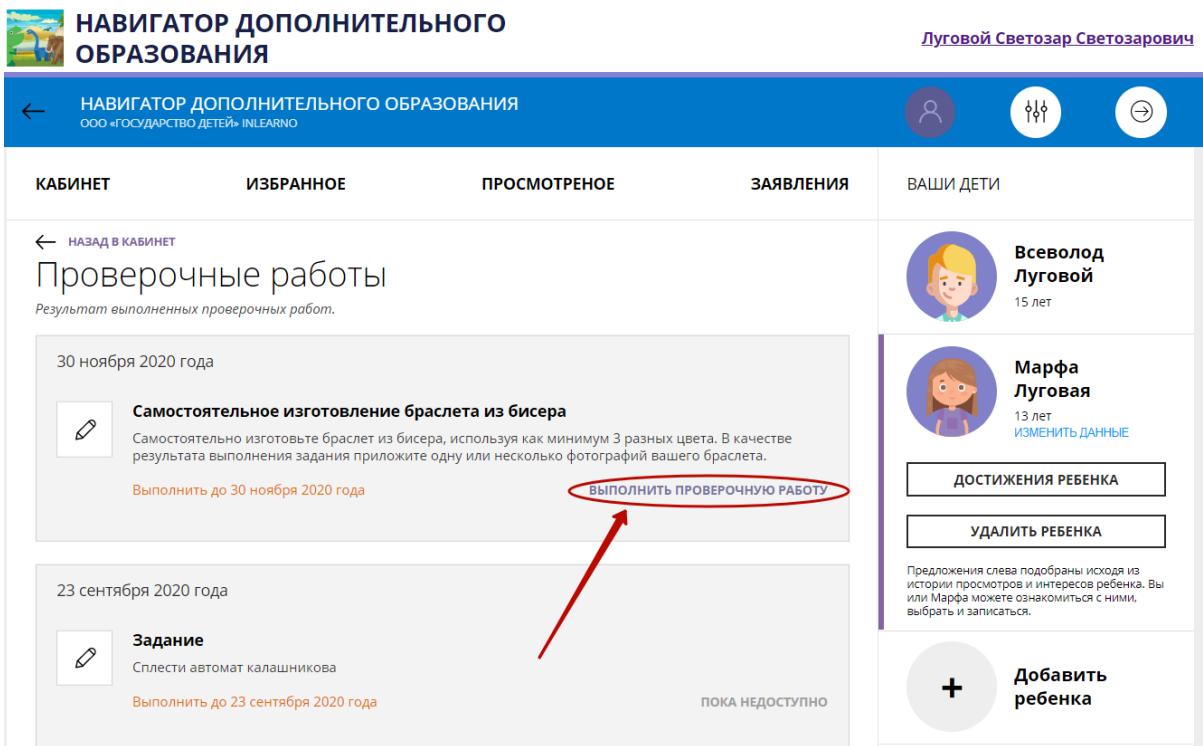 НАВИГАТОР ДОПОЛНИТЕЛЬНОГО
ОБРАЗОВАНИЯ
Луговой Светозар Светозарович
НАВИГАТОР ДОПОЛНИТЕЛЬНОГО ОБРАЗОВАНИЯ
ООО «ГОСУДАРСТВО ДЕТЕЙ» INLEARNO
КАБИНЕТ
ИЗБРАННОЕ
ПРОСМОТРЕНОЕ
ЗАЯВЛЕНИЯ
НАЗАД В КАБИНЕТ
Проверочные работы
Результат выполненных проверочных работ.
30 ноября 2020 года
Самостоятельное изготовление браслета из бисера
Самостоятельно изготовьте браслет из бисера, используя как минимум 3 разных цвета. В качестве
результата выполнения задания приложите одну или несколько фотографий вашего браслета.
Выполнить до 30 ноября 2020 года
ВЫПОЛНИТЬ ПРОВЕРОЧНУЮ РАБОТУ
23 сентября 2020 года
Задание
Сплести автомат калашникова
Выполнить до 23 сентября 2020 года
ПОКА НЕДОСТУПНО
ВАШИ ДЕТИ
Всеволод
Луговой
15 лет
Марфа
Луговая
13 лет
ИЗМЕНИТЬ ДАННЫЕ
ДОСТИЖЕНИЯ РЕБЕНКА
УДАЛИТЬ РЕБЕНКА
Предложения слева подобраны исходя из
истории просмотров и интересов ребенка. Вы
или Марфа можете ознакомиться с ними,
выбрать и записаться.
+
Добавить
ребенка